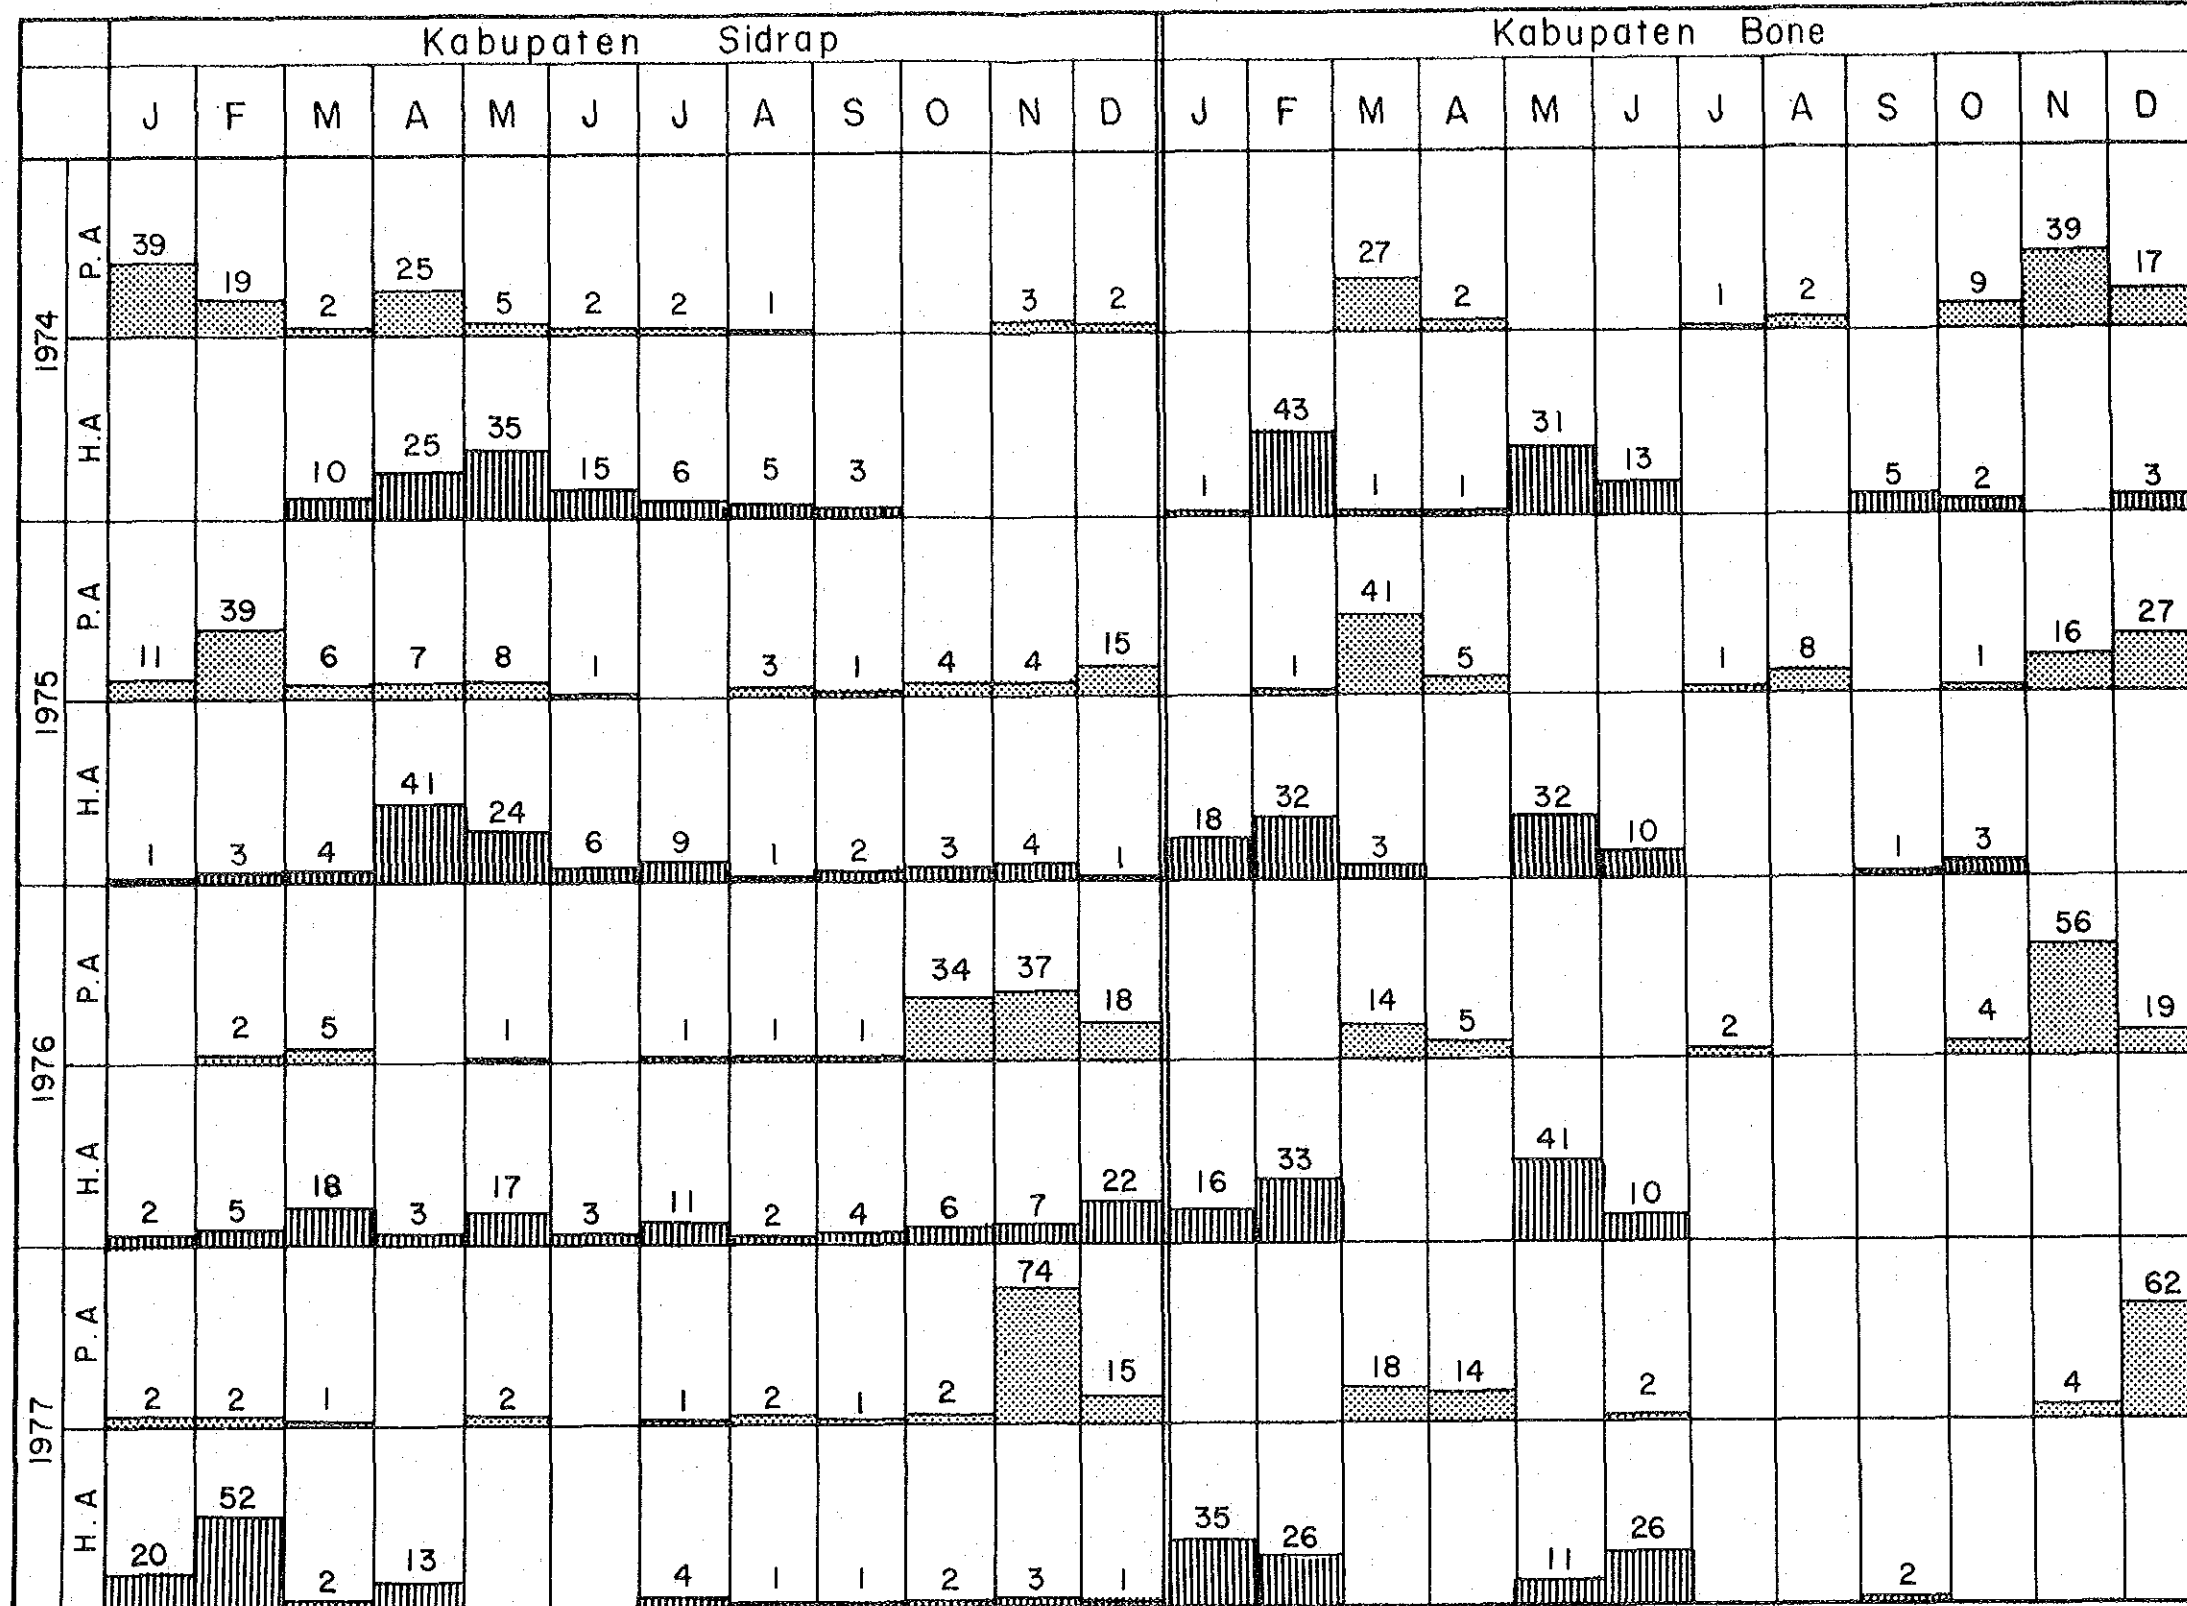 Kabupaten Sidrap Kabupaten Bone
J F M A M J J A S O N D J F M A M J J A S O N D
1974
P.A 39 19 2 25 5 2 2 1 3 2 27 2 1 2 9 39 17
H.A 10 25 35 15 6 5 3 1 43 1 1 31 13 5 2 3
1975
P.A 11 39 6 7 8 1 3 1 4 4 15 1 41 5 1 8 1 16 27
H.A 1 3 4 41 24 6 9 1 2 3 4 1 18 32 3 32 10 1 3
1976
P.A 2 5 1 1 1 1 34 37 18 14 5 2 4 56 19
H.A 2 5 18 3 17 3 11 2 4 6 7 22 16 33 41 10
1977
P.A 2 2 1 2 1 2 1 2 74 15 18 14 2 4 62
H.A 20 52 2 13 4 1 1 2 3 1 35 26 11 26 2